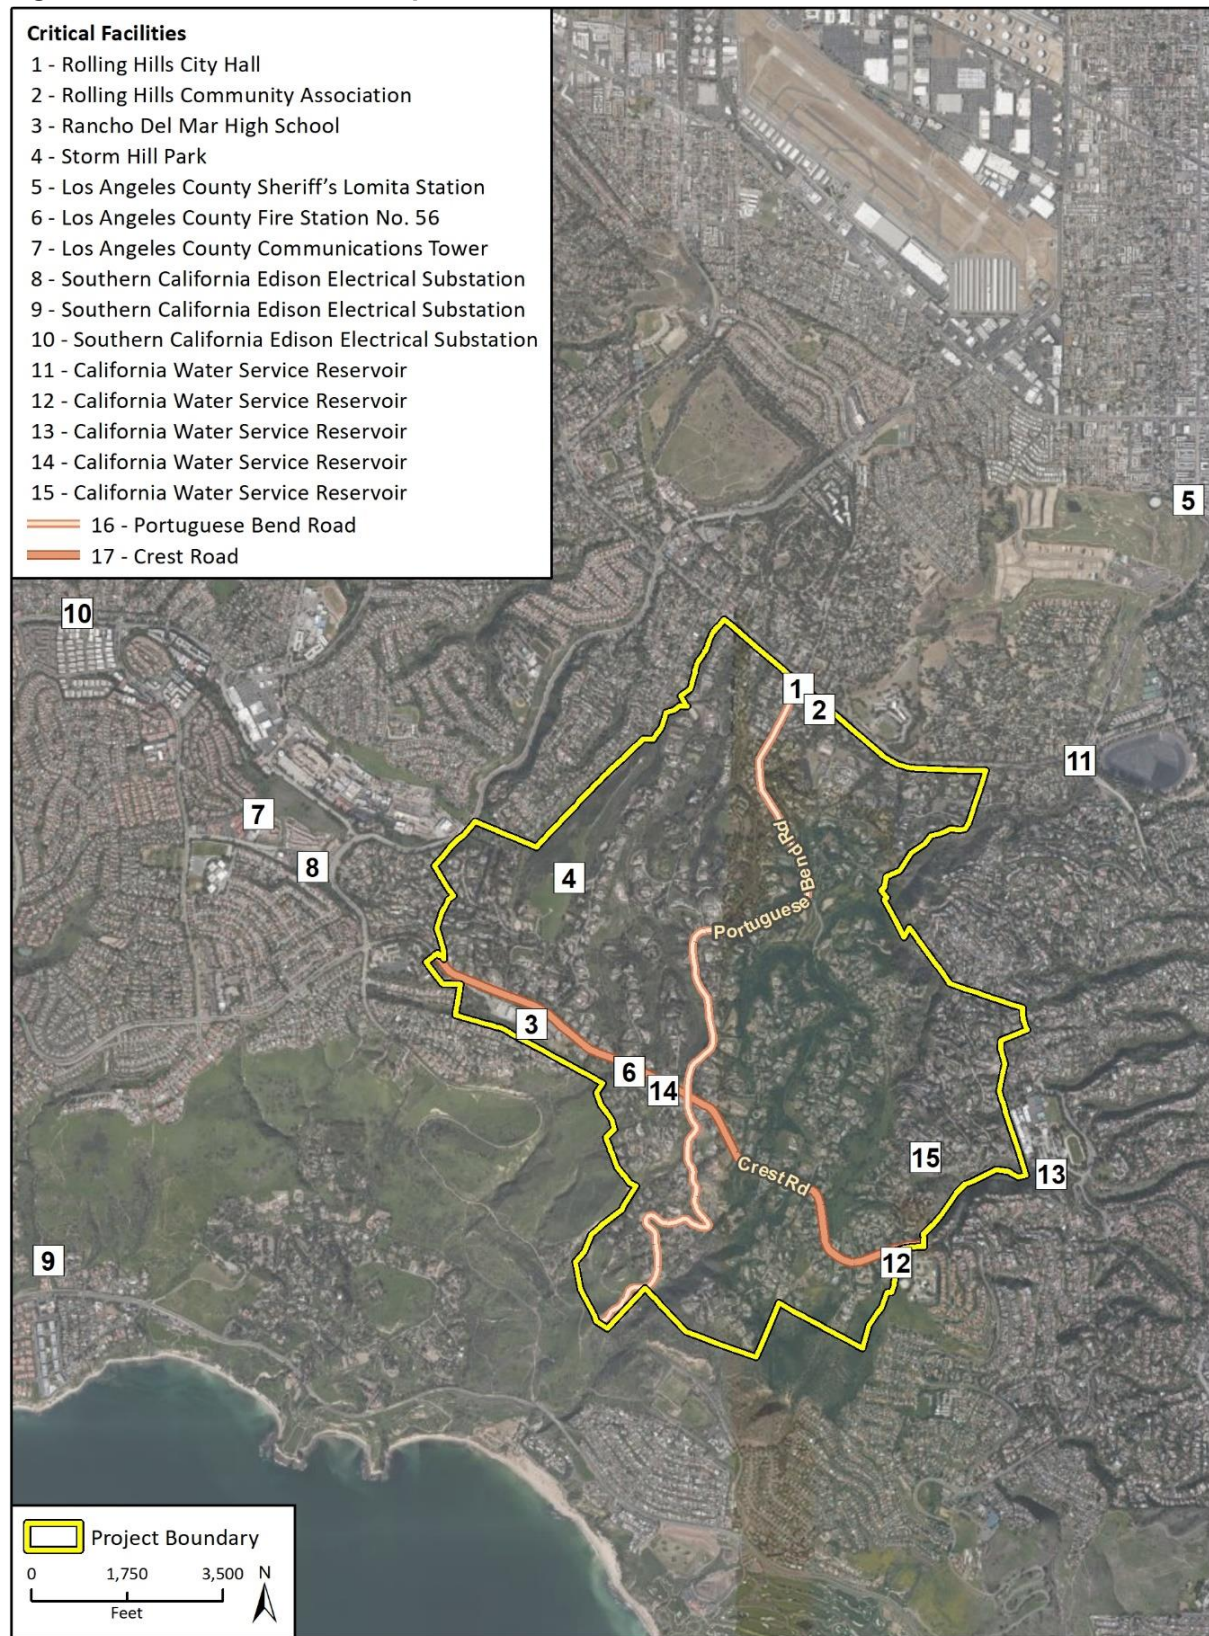 Critical Facilities
1 - Rolling Hills City Hall
2 - Rolling Hills Community Association
3 - Rancho Del Mar High School
4 - Storm Hill Park
5 - Los Angeles County Sheriff's Lomita Station
6 - Los Angeles County Fire Station No. 56
7 - Los Angeles County Communications Tower
8 - Southern California Edison Electrical Substation
9 - Southern California Edison Electrical Substation
10 - Southern California Edison Electrical Substation
11 - California Water Service Reservoir
12 - California Water Service Reservoir
13 - California Water Service Reservoir
14 - California Water Service Reservoir
15 - California Water Service Reservoir
16 - Portuguese Bend Road
17 - Crest Road
5
10
1
2
11
7
8
4
Portuguese Bend Rd
3
6
14
Crest Rd
15
13
9
12
Project Boundary
0 1,750 3,500
Feet
N